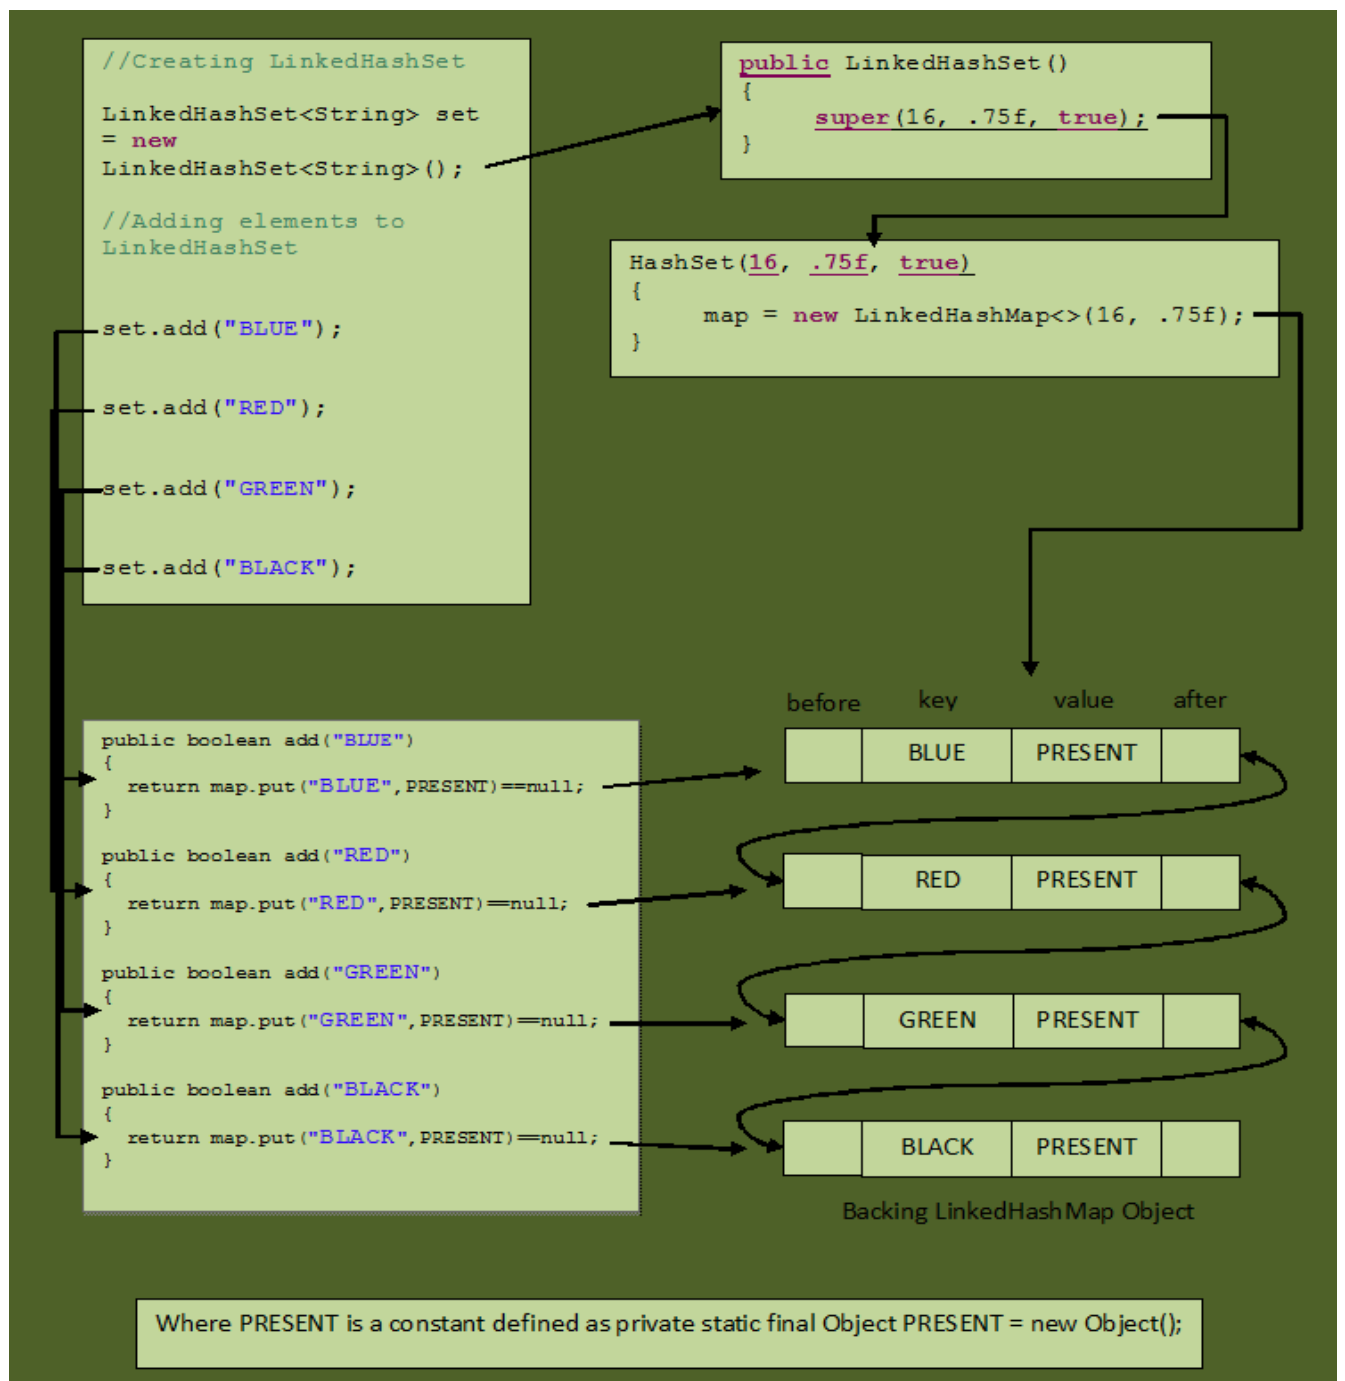 //Creating LinkedHashSet
LinkedHashSet<String> set
= new
LinkedHashSet<String>();
//Adding elements to
LinkedHashSet
set.add("BLUE");
set.add("RED");
set.add("GREEN");
set.add("BLACK");
public LinkedHashSet()
{
super(16, .75f, true);
}
HashSet(16, .75f, true)
{
map = new LinkedHashMap<>(16, .75f);
}
public boolean add("BLUE")
{
return map.put("BLUE",PRESENT)==null;
}
public boolean add("RED")
{
return map.put("RED",PRESENT)==null;
}
public boolean add("GREEN")
{
return map.put("GREEN",PRESENT)==null;
}
public boolean add("BLACK")
{
return map.put("BLACK",PRESENT)==null;
}
before key value after
BLUE PRESENT
RED PRESENT
GREEN PRESENT
BLACK PRESENT
Backing LinkedHashMap Object
Where PRESENT is a constant defined as private static final Object PRESENT = new Object();